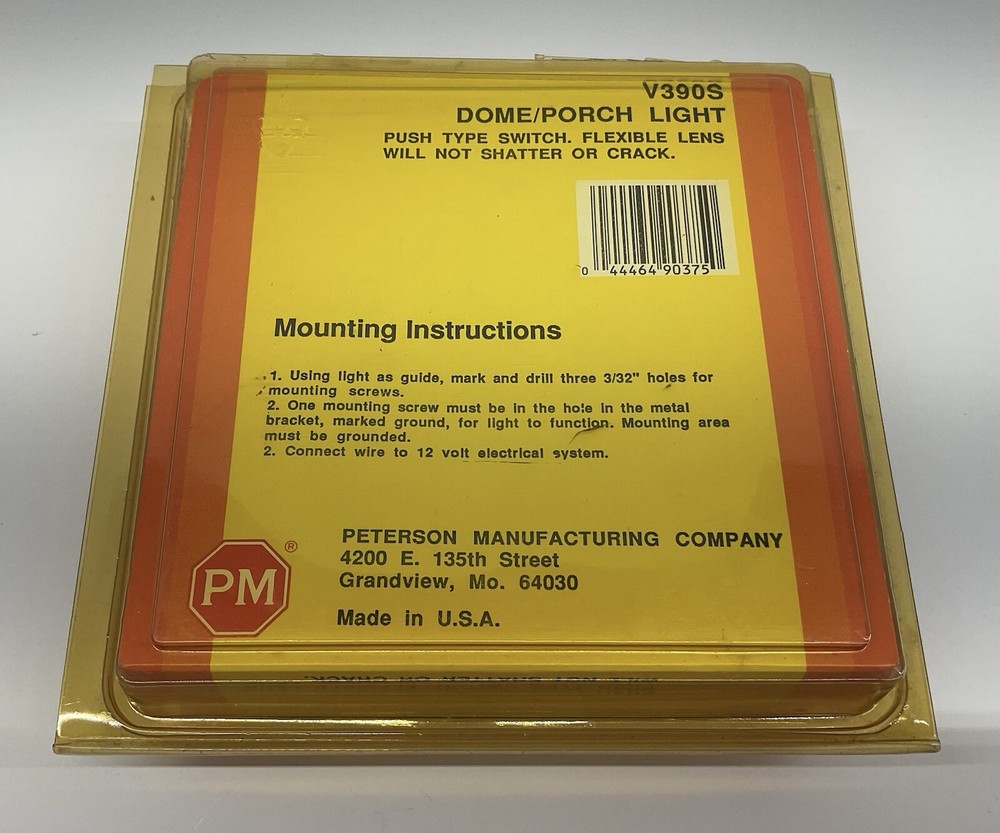 V390S
DOME/PORCH LIGHT
PUSH TYPE SWITCH. FLEXIBLE LENS
WILL NOT SHATTER OR CRACK.
0 44464 90375
Mounting Instructions
1. Using light as guide, mark and drill three 3/32" holes for
mounting screws.
2. One mounting screw must be in the hole in the metal
bracket, marked ground, for light to function. Mounting area
must be grounded.
2. Connect wire to 12 volt electrical system.
PM ®
PETERSON MANUFACTURING COMPANY
4200 E. 135th Street
Grandview, Mo. 64030
Made in U.S.A.